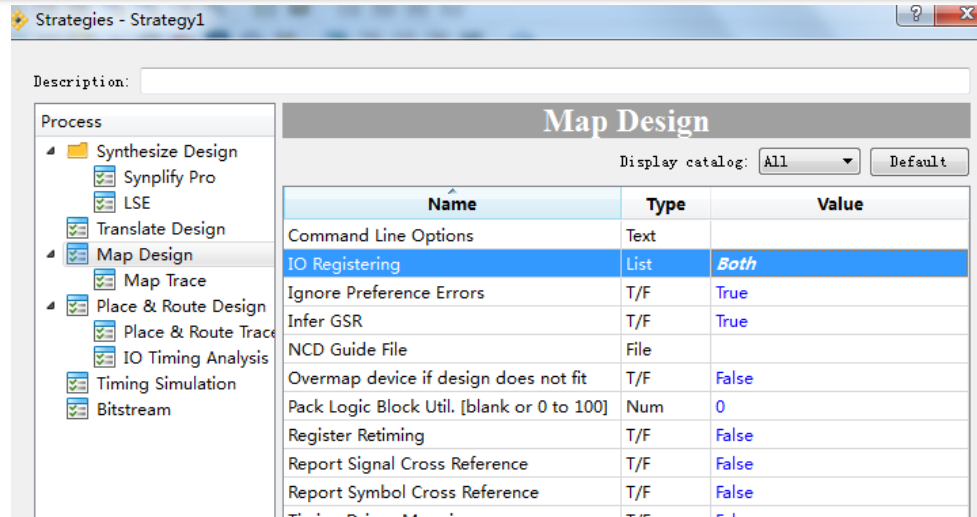 Strategies - Strategy1
Description:
Process
Synthesize Design
Synplify Pro
LSE
Translate Design
Map Design
Map Trace
Place & Route Design
Place & Route Trace
IO Timing Analysis
Timing Simulation
Bitstream
Map Design
Display catalog: All Default
Name Type Value
Command Line Options Text
IO Registering List Both
Ignore Preference Errors T/F True
Infer GSR T/F True
NCD Guide File File
Overmap device if design does not fit T/F False
Pack Logic Block Util. [blank or 0 to 100] Num 0
Register Retiming T/F False
Report Signal Cross Reference T/F False
Report Symbol Cross Reference T/F False